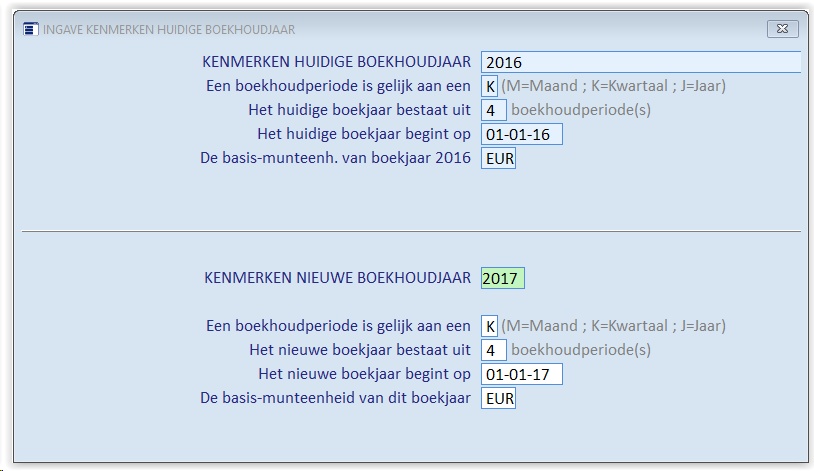 INGAVE KENMERKEN HUIDIGE BOEKHOUDJAAR
KENMERKEN HUIDIGE BOEKHOUDJAAR 2016
Een boekhoudperiode is gelijk aan een K (M=Maand ; K=Kwartaal ; J=Jaar)
Het huidige boekjaar bestaat uit 4 boekhoudperiode(s)
Het huidige boekjaar begint op 01-01-16
De basis-munteenh. van boekjaar 2016 EUR
KENMERKEN NIEUWE BOEKHOUDJAAR 2017
Een boekhoudperiode is gelijk aan een K (M=Maand ; K=Kwartaal ; J=Jaar)
Het nieuwe boekjaar bestaat uit 4 boekhoudperiode(s)
Het nieuwe boekjaar begint op 01-01-17
De basis-munteenheid van dit boekjaar EUR